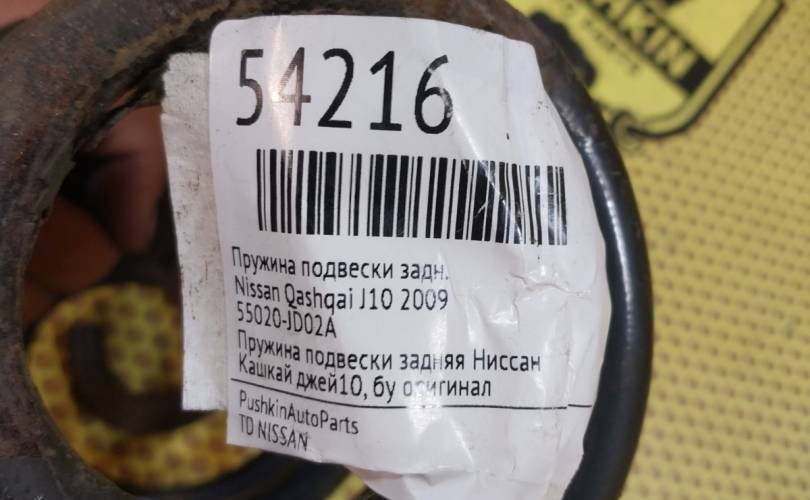 54216
Пружина подвески задн.
Nissan Qashqai J10 2009
55020-JD02A
Пружина подвески задняя Ниссан
Кашкай джей10, бу оригинал
PushkinAutoParts
TD NISSAN